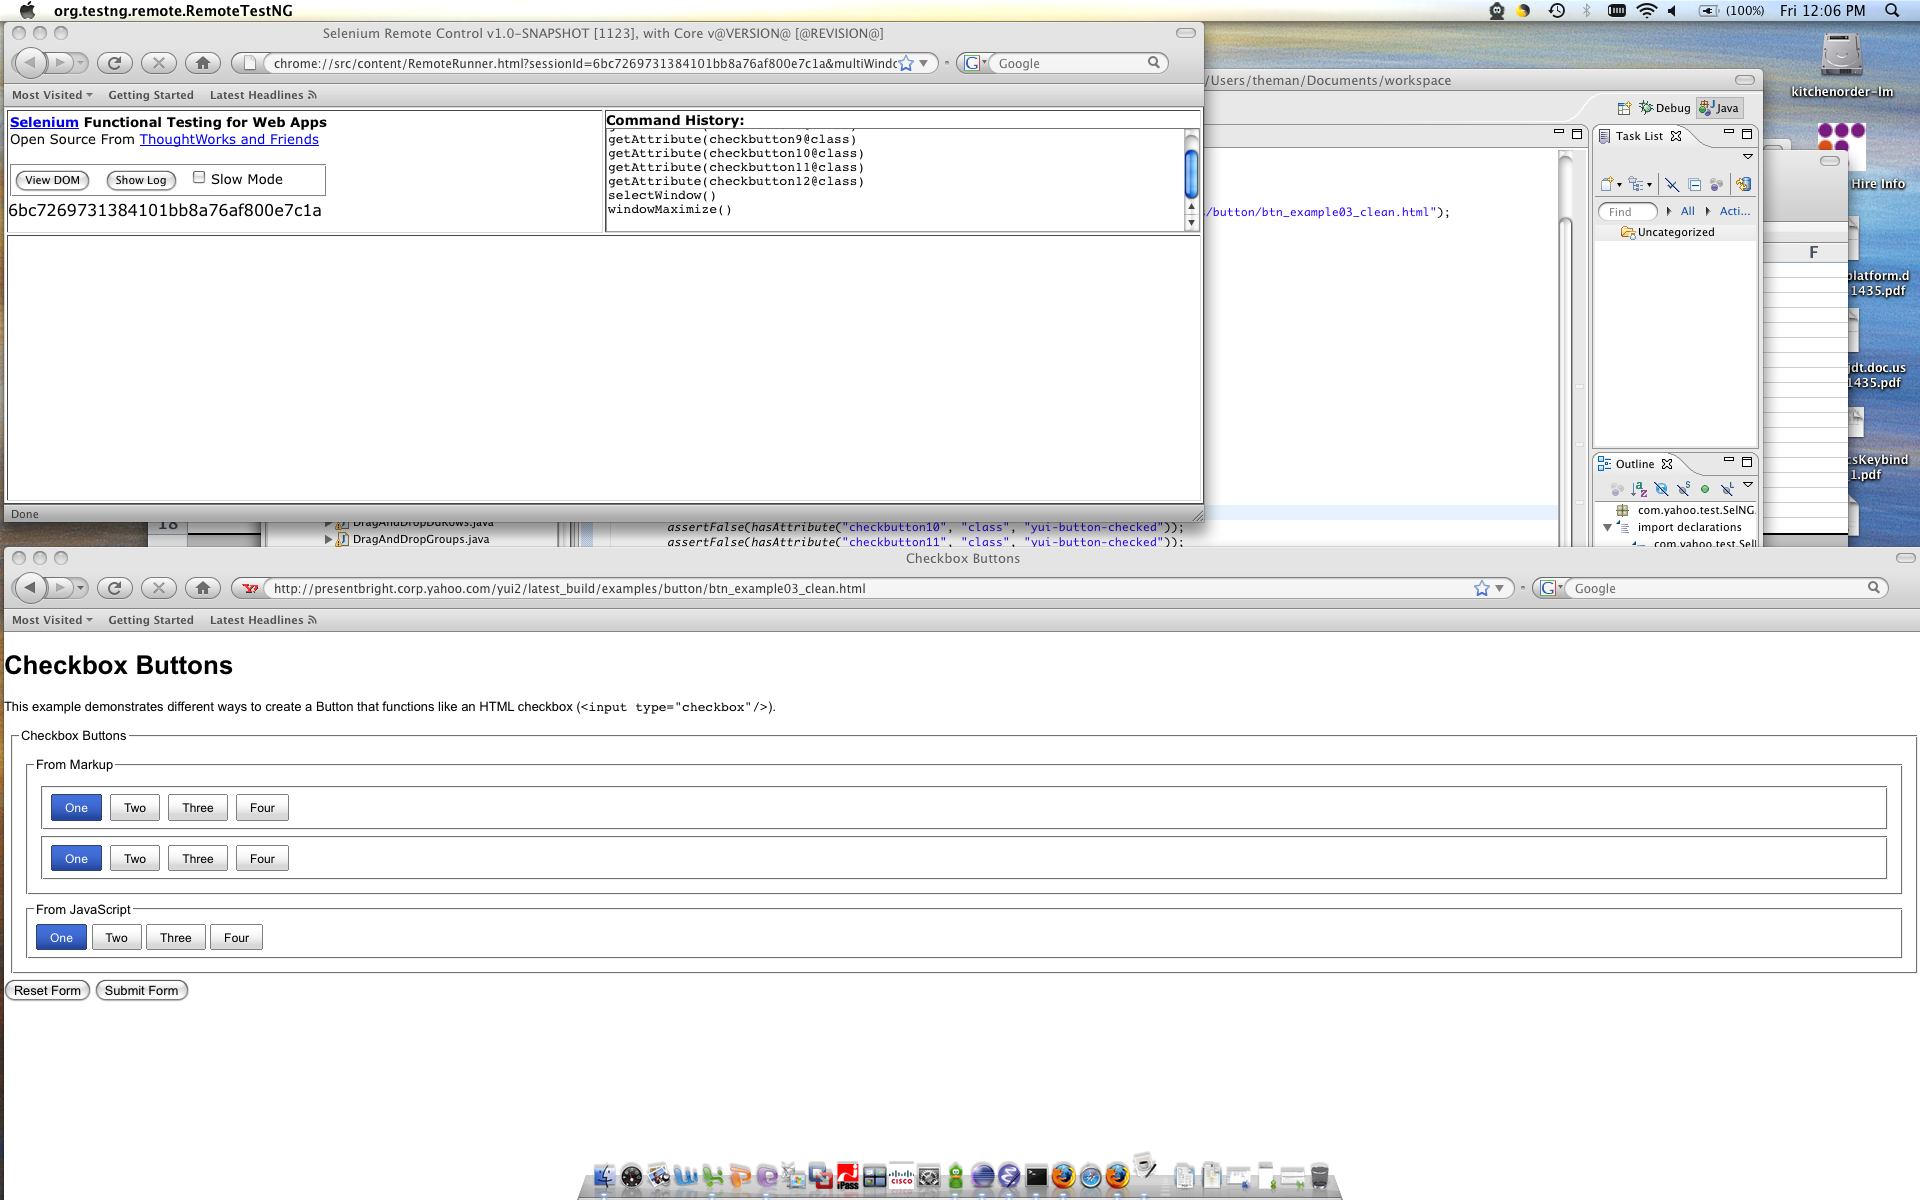 org.testng.remote.RemoteTestNG
(100%) Fri 12:06 PM
Selenium Remote Control v1.0-SNAPSHOT [1123], with Core v@VERSION@ [@REVISION@]
chrome://src/content/RemoteRunner.html?sessionId=6bc7269731384101bb8a76af800e7c1a&multiWindo
Google
Most Visited Getting Started Latest Headlines
Selenium Functional Testing for Web Apps
Open Source From ThoughtWorks and Friends
View DOM Show Log Slow Mode
6bc7269731384101bb8a76af800e7c1a
Command History:
getAttribute(checkbutton9@class)
getAttribute(checkbutton10@class)
getAttribute(checkbutton11@class)
getAttribute(checkbutton12@class)
selectWindow()
windowMaximize()
Done
/Users/theman/Documents/workspace
Debug Java
Task List
Find All Acti...
Uncategorized
/button/btn_example03_clean.html");
F
kitchenorder-lm
Hire Info
platform.d
1435.pdf
jdt.doc.us
1435.pdf
csKeybind
1.pdf
Outline
com.yahoo.test.SelNG
import declarations
com.yahoo.test.Sel
18
DragAndDropDGRows.java
DragAndDropGroups.java
assertFalse(hasAttribute("checkbutton10", "class", "yui-button-checked"));
assertFalse(hasAttribute("checkbutton11", "class", "yui-button-checked"));
Checkbox Buttons
http://presentbright.corp.yahoo.com/yui2/latest_build/examples/button/btn_example03_clean.html
Google
Most Visited Getting Started Latest Headlines
Checkbox Buttons
This example demonstrates different ways to create a Button that functions like an HTML checkbox (<input type="checkbox"/>).
Checkbox Buttons
From Markup
One Two Three Four
One Two Three Four
From JavaScript
One Two Three Four
Reset Form Submit Form
iPass
CISCO